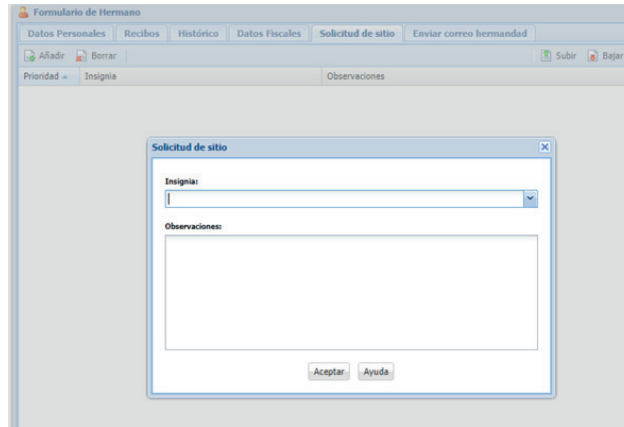 Formulario de Hermano
Datos Personales Recibos Histórico Datos Fiscales Solicitud de sitio Enviar correo hermandad
Añadir Borrar Subir Bajar
Prioridad Insignia Observaciones
Solicitud de sitio
Insignia:
Observaciones:
Aceptar Ayuda